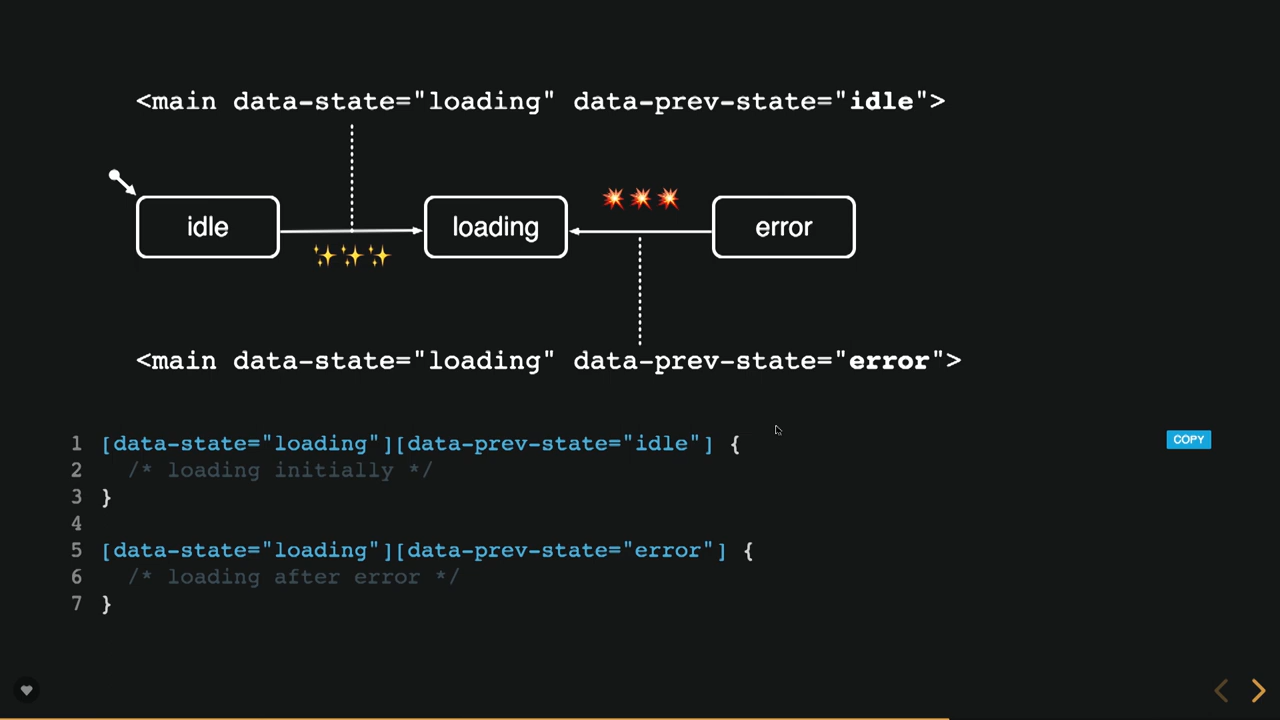 <main data-state="loading" data-prev-state="idle">
idle
loading
error
<main data-state="loading" data-prev-state="error">
1 [data-state="loading"][data-prev-state="idle"] {
COPY
2 /* loading initially */
3 }
4
5 [data-state="loading"][data-prev-state="error"] {
6 /* loading after error */
7 }